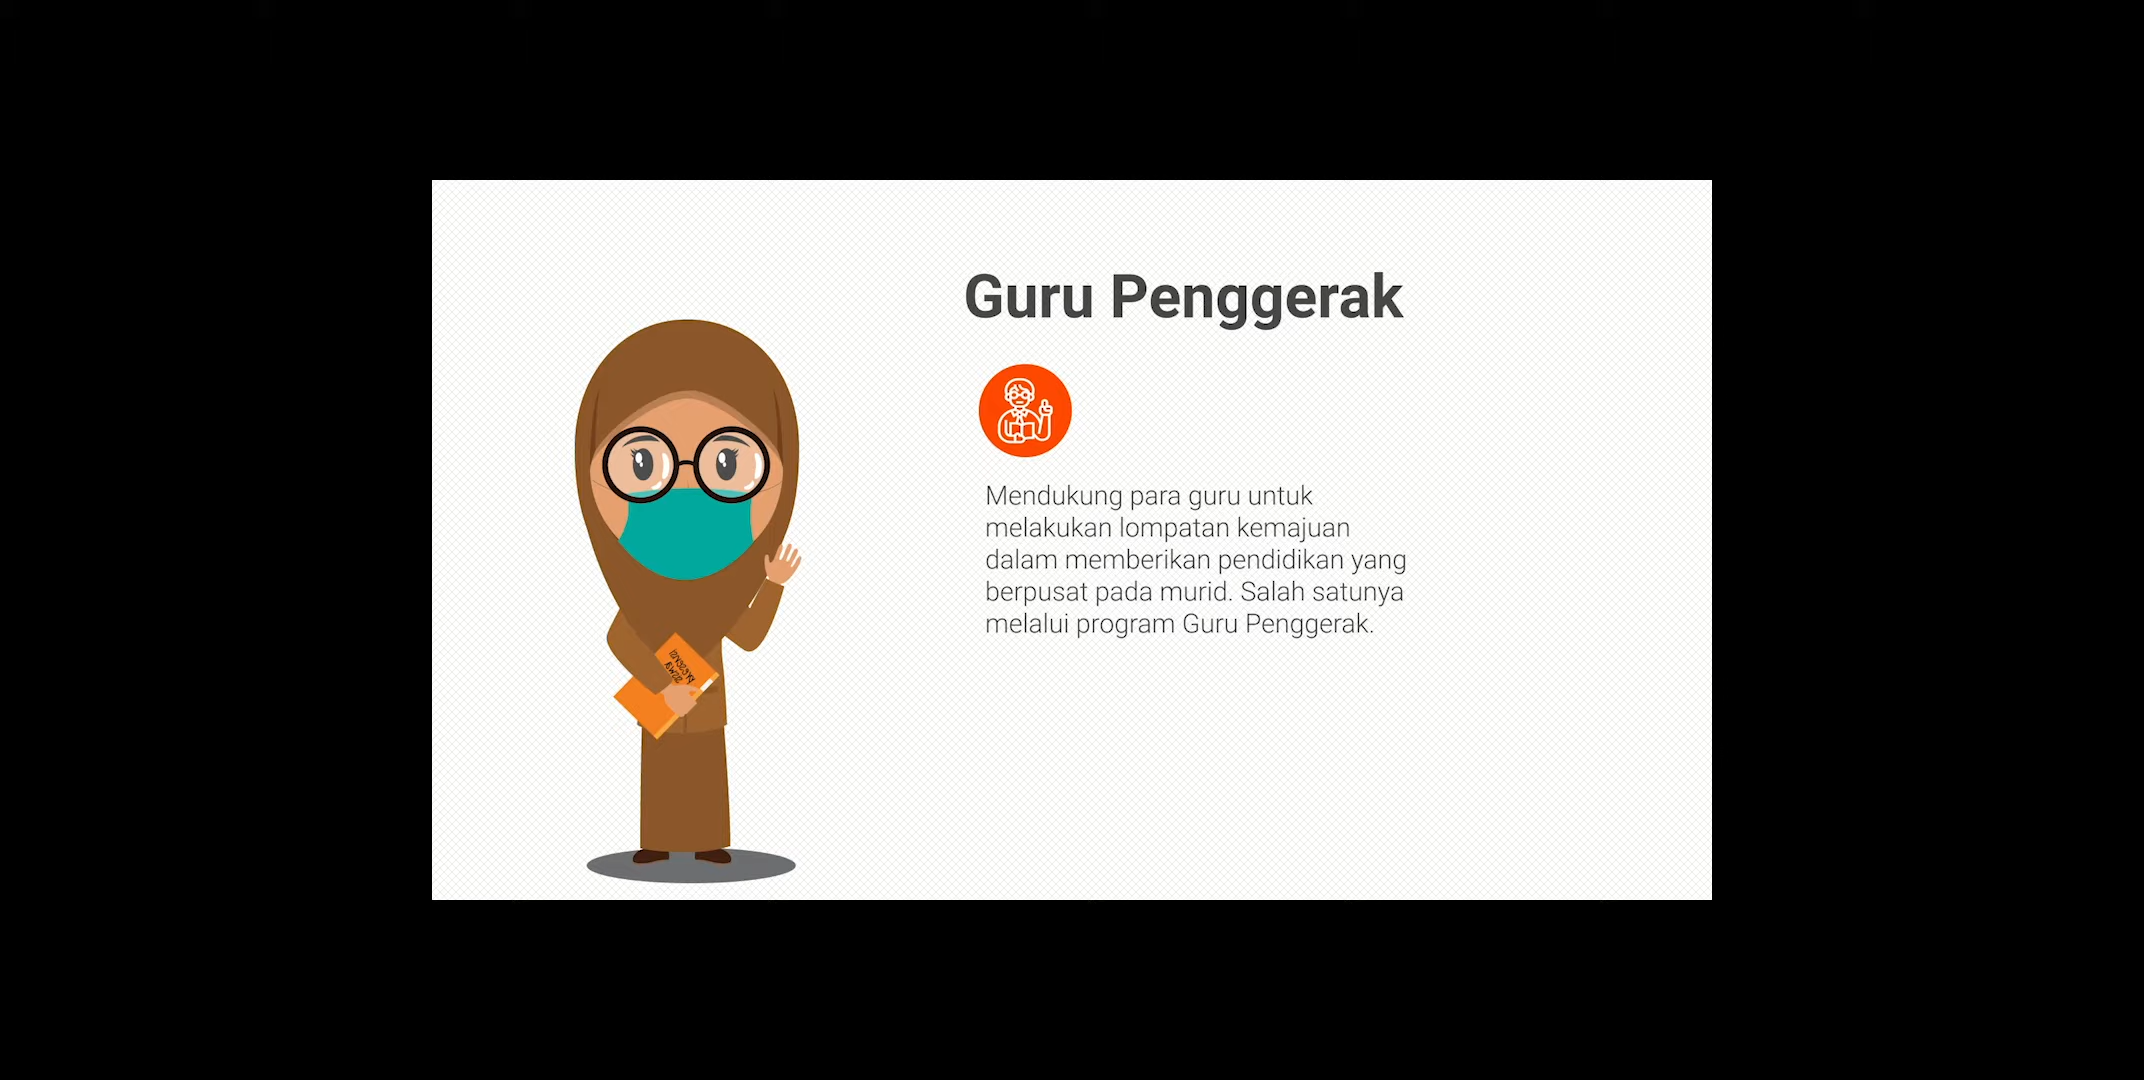 Guru Penggerak
Mendukung para guru untuk
melakukan lompatan kemajuan
dalam memberikan pendidikan yang
berpusat pada murid. Salah satunya
melalui program Guru Penggerak.